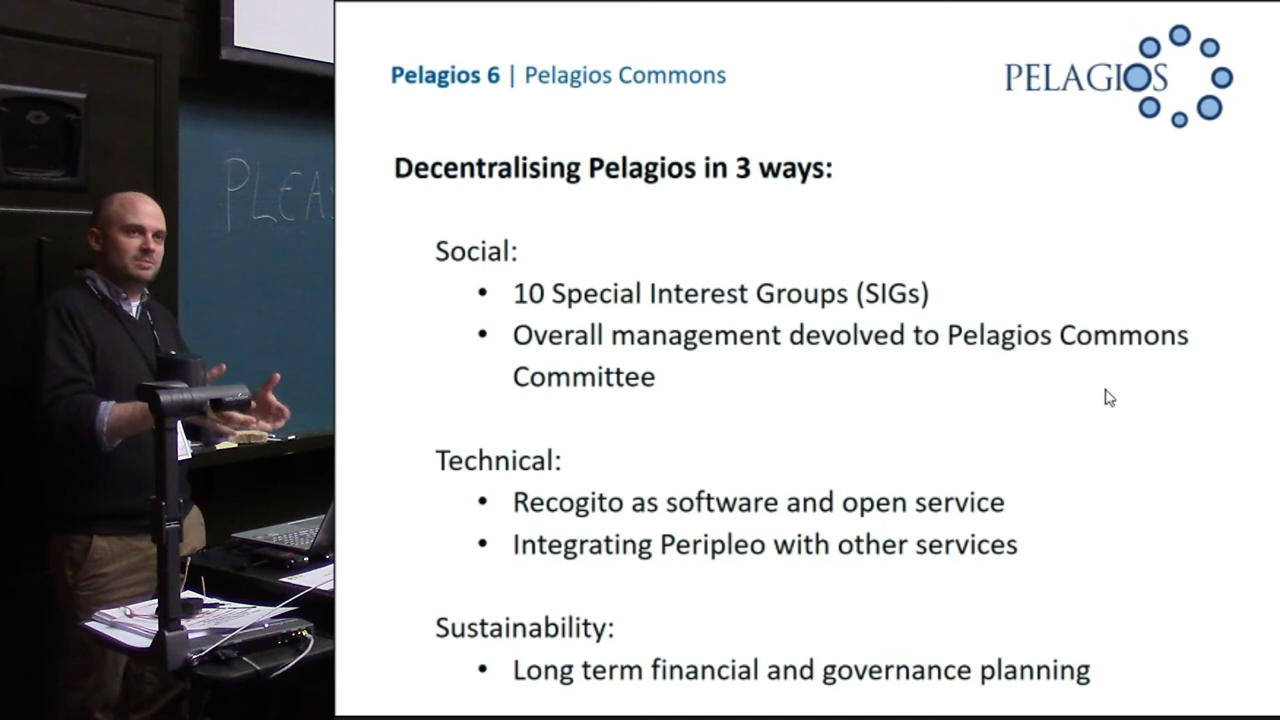 Pelagios 6 | Pelagios Commons
PELAGIOS
Decentralising Pelagios in 3 ways:
Social:
• 10 Special Interest Groups (SIGs)
• Overall management devolved to Pelagios Commons
Committee
Technical:
• Recogito as software and open service
• Integrating Peripleo with other services
Sustainability:
• Long term financial and governance planning